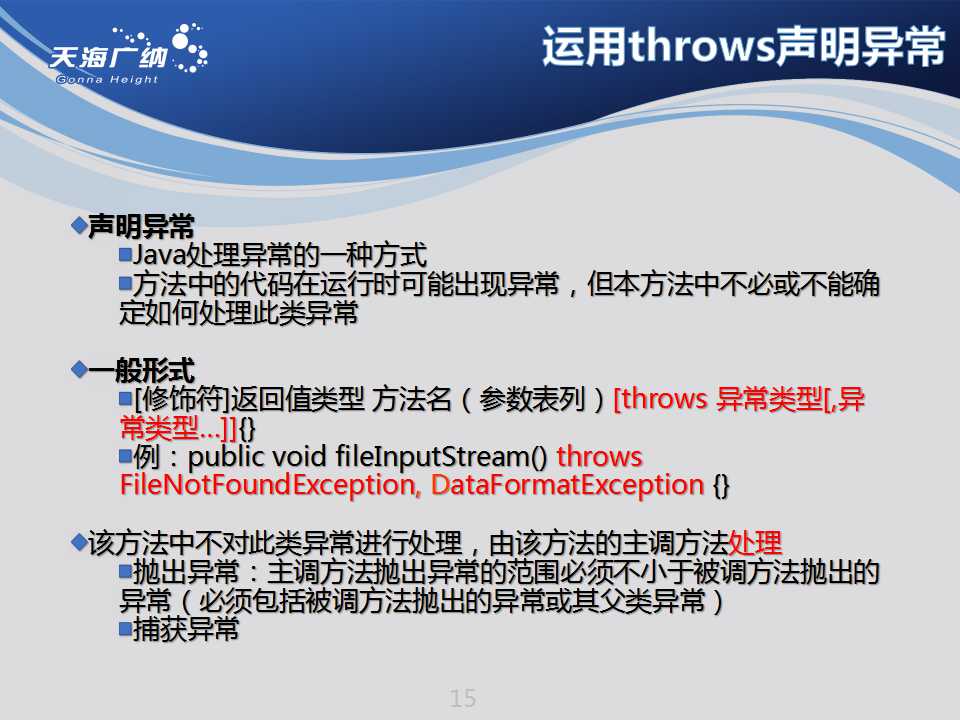 天海广纳
Gonna Height
运用throws声明异常
声明异常
Java处理异常的一种方式
方法中的代码在运行时可能出现异常，但本方法中不必或不能确
定如何处理此类异常
一般形式
[修饰符]返回值类型 方法名（参数表列）[throws 异常类型[,异
常类型…]]{}
例：public void fileInputStream() throws
FileNotFoundException, DataFormatException {}
该方法中不对此类异常进行处理，由该方法的主调方法处理
抛出异常：主调方法抛出异常的范围必须不小于被调方法抛出的
异常（必须包括被调方法抛出的异常或其父类异常）
捕获异常
15